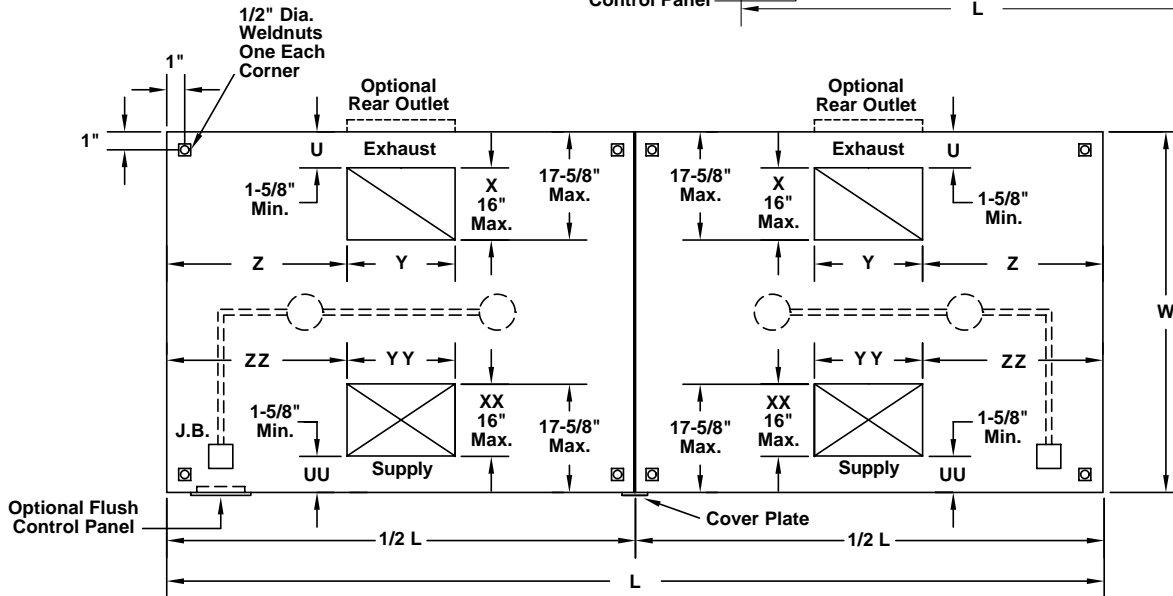 Control Panel
L
1/2" Dia.
Weldnuts
One Each
Corner
1"
1"
Optional
Rear Outlet
Optional
Rear Outlet
U
Exhaust
X
16"
Max.
17-5/8"
Max.
1-5/8"
Min.
17-5/8"
Max.
X
16"
Max.
Exhaust
U
1-5/8"
Min.
Z
Y
Y
Z
W
ZZ
YY
YY
ZZ
J.B.
1-5/8"
Min.
XX
16"
Max.
17-5/8"
Max.
17-5/8"
Max.
XX
16"
Max.
1-5/8"
Min.
UU
Supply
Supply
UU
Optional Flush
Control Panel
Cover Plate
1/2 L
1/2 L
L